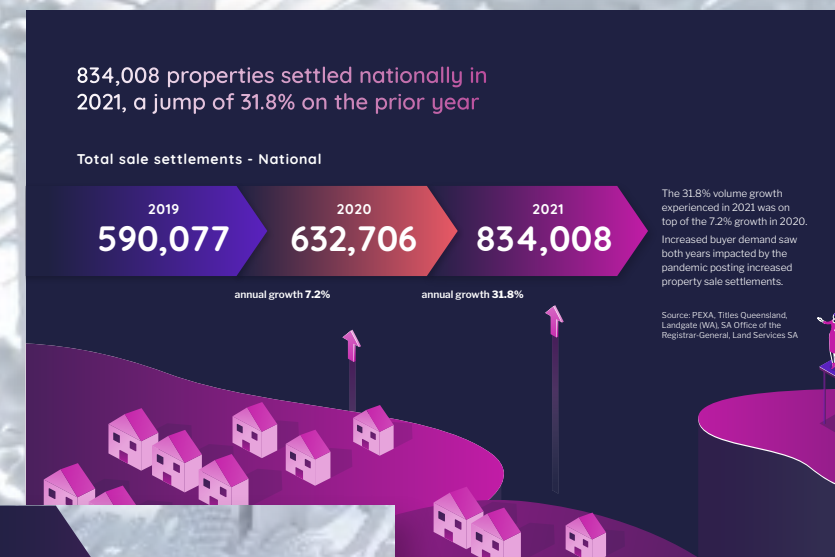 834,008 properties settled nationally in
2021, a jump of 31.8% on the prior year
Total sale settlements - National
2019
590,077
2020
632,706
2021
834,008
annual growth 7.2%
annual growth 31.8%
The 31.8% volume growth
experienced in 2021 was on
top of the 7.2% growth in 2020.
Increased buyer demand saw
both years impacted by the
pandemic posting increased
property sale settlements.
Source: PEXA, Titles Queensland,
Landgate (WA), SA Office of the
Registrar-General, Land Services SA